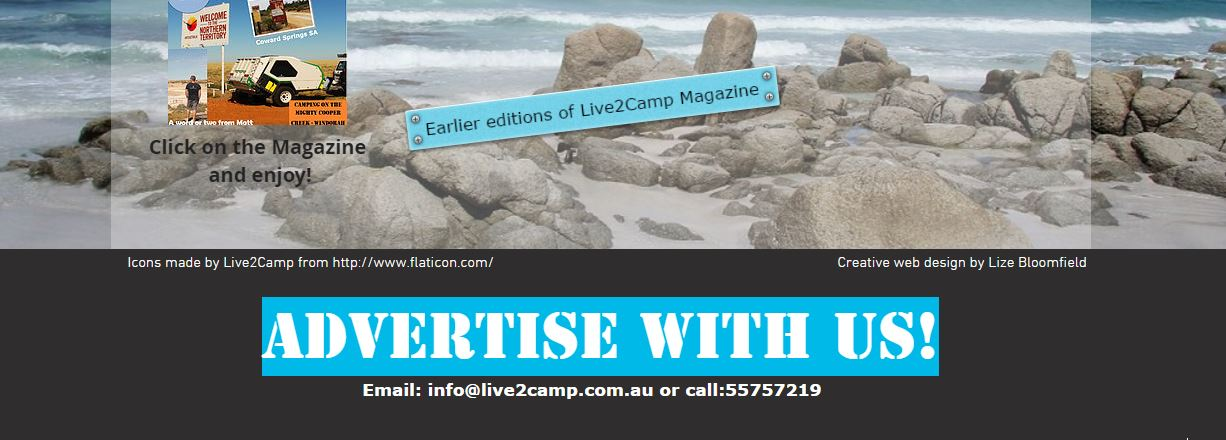 WELCOME
TO THE
NORTHERN
TERRITORY
Coward Springs SA
CAMPING ON THE
MIGHTY COOPER
CREEK - WINDORAH
A word or two from Matt
Click on the Magazine
and enjoy!
Earlier editions of Live2Camp Magazine
Icons made by Live2Camp from http://www.flaticon.com/
Creative web design by Lize Bloomfield
ADVERTISE WITH US!
Email: info@live2camp.com.au or call:55757219